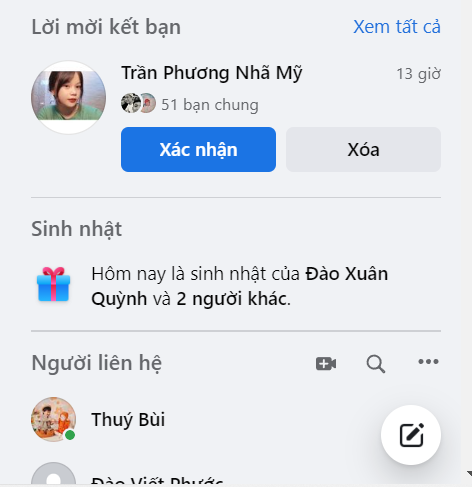 Lời mời kết bạn Xem tất cả
Trần Phương Nhã Mỹ 13 giờ
51 bạn chung
Xác nhận Xóa
Sinh nhật
Hôm nay là sinh nhật của Đào Xuân
Quỳnh và 2 người khác.
Người liên hệ
Thuý Bùi
Đào Viết Phước